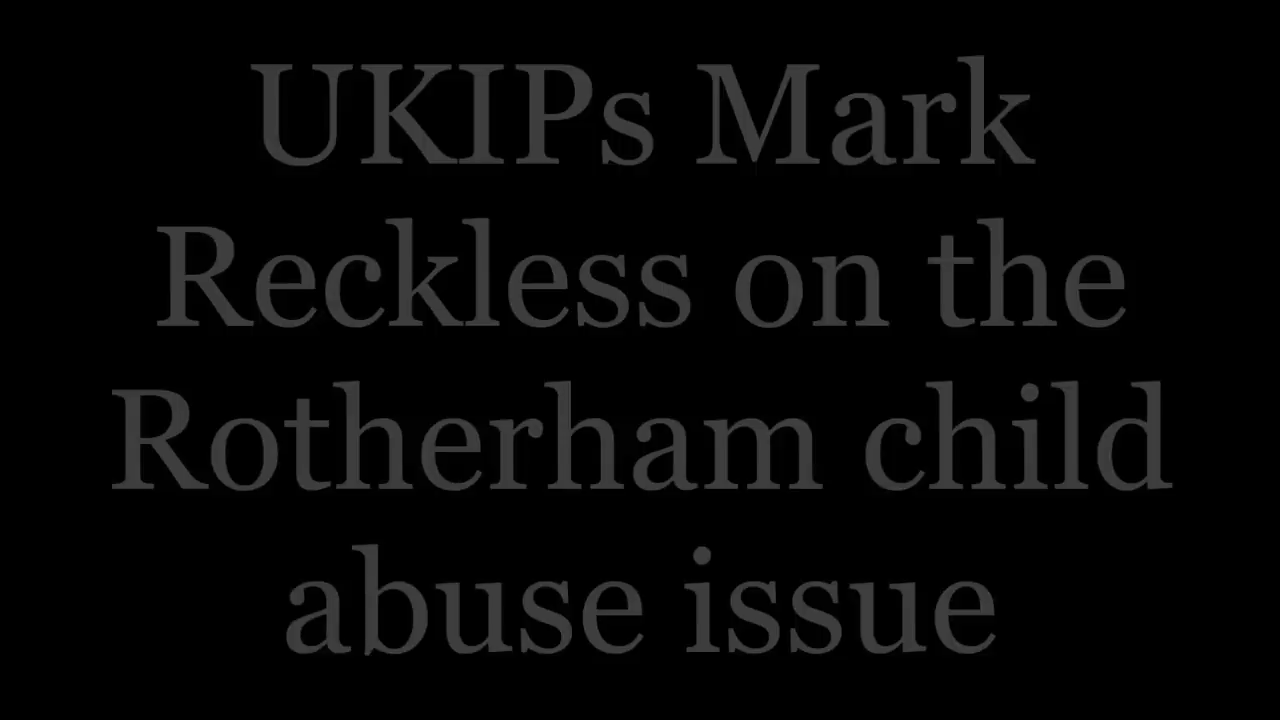 UKIPs Mark
Reckless on the
Rotherham child
abuse issue